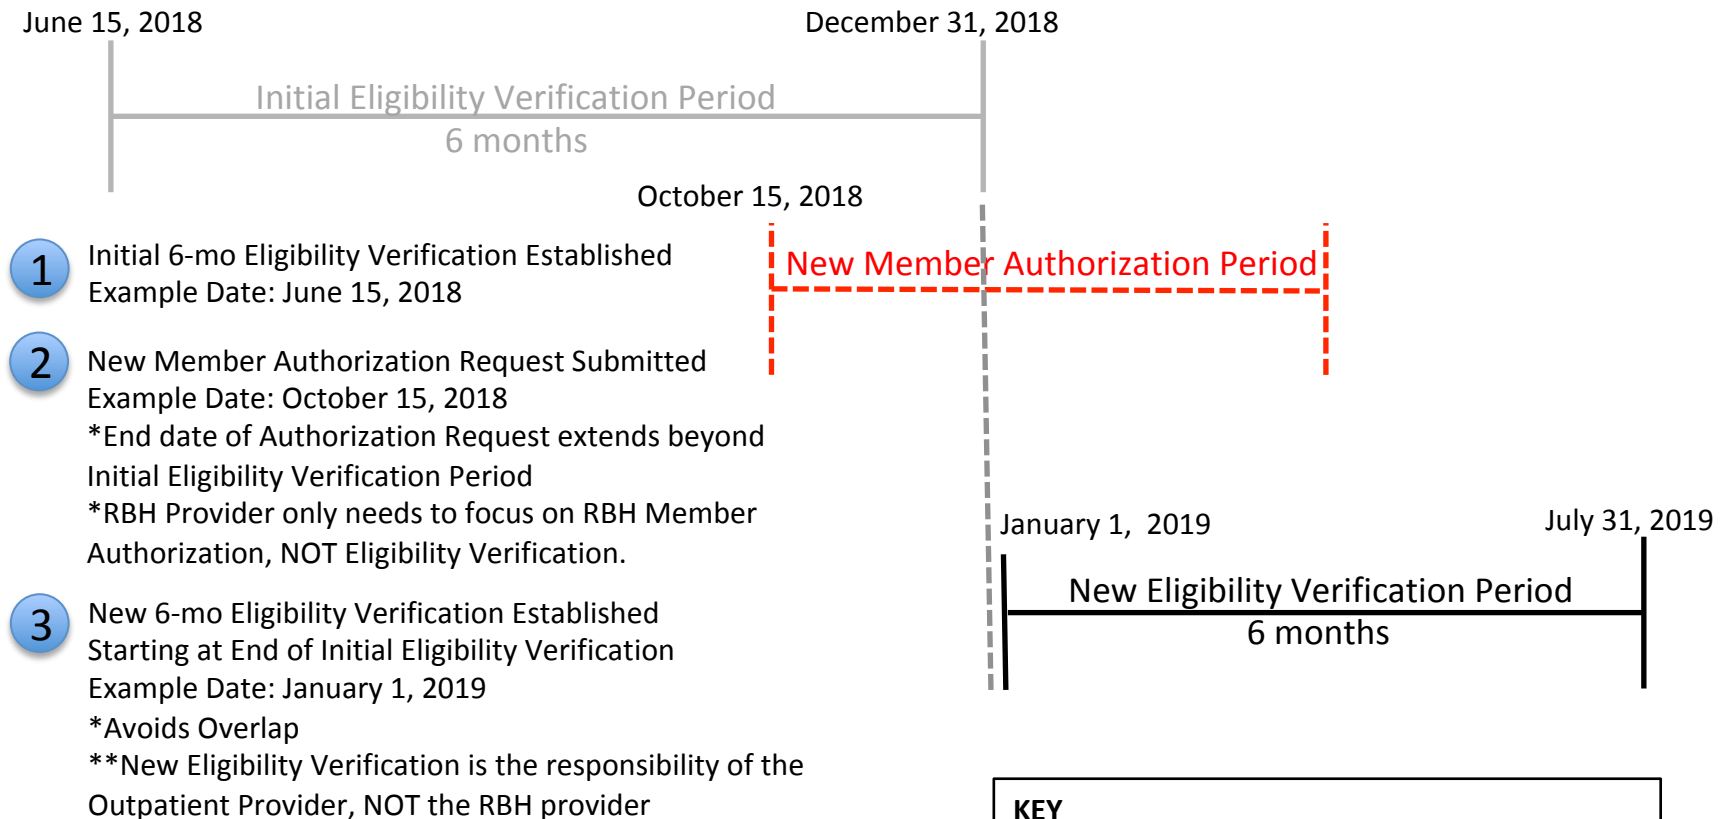 June 15, 2018
December 31, 2018
Initial Eligibility Verification Period
6 months
October 15, 2018
New Member Authorization Period
1
Initial 6-mo Eligibility Verification Established
Example Date: June 15, 2018
2
New Member Authorization Request Submitted
Example Date: October 15, 2018
*End date of Authorization Request extends beyond
Initial Eligibility Verification Period
*RBH Provider only needs to focus on RBH Member
Authorization, NOT Eligibility Verification.
January 1,  2019
July 31, 2019
New Eligibility Verification Period
6 months
3
New 6-mo Eligibility Verification Established
Starting at End of Initial Eligibility Verification
Example Date: January 1, 2019
*Avoids Overlap
**New Eligibility Verification is the responsibility of the
Outpatient Provider, NOT the RBH provider
KEY